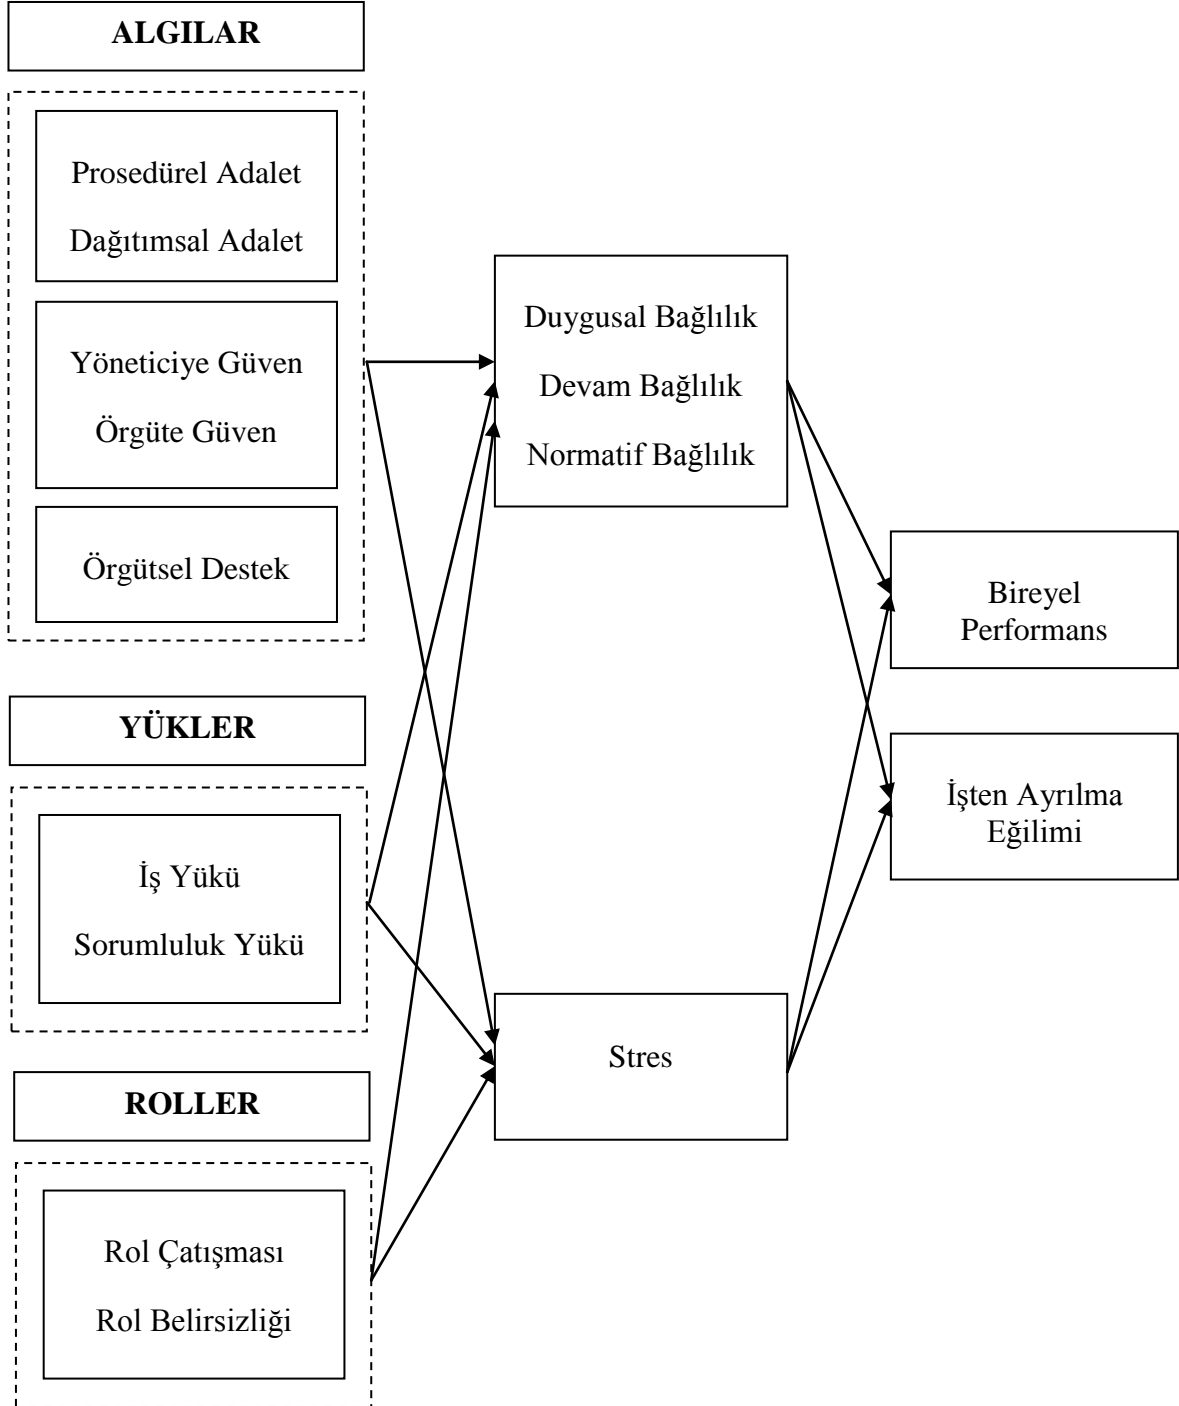 ALGILAR
Prosedürel Adalet
Dağıtımsal Adalet
Yöneticiye Güven
Örgüte Güven
Örgütsel Destek
YÜKLER
İş Yükü
Sorumluluk Yükü
ROLLER
Rol Çatışması
Rol Belirsizliği
Duygusal Bağlılık
Devam Bağlılık
Normatif Bağlılık
Stres
Bireyel
Performans
İşten Ayrılma
Eğilimi